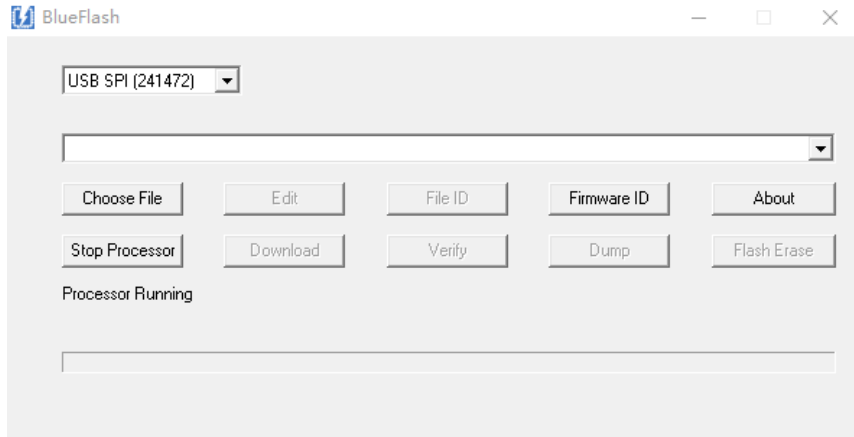 BlueFlash
USB SPI (241472)
Choose File Edit File ID Firmware ID About
Stop Processor Download Verify Dump Flash Erase
Processor Running